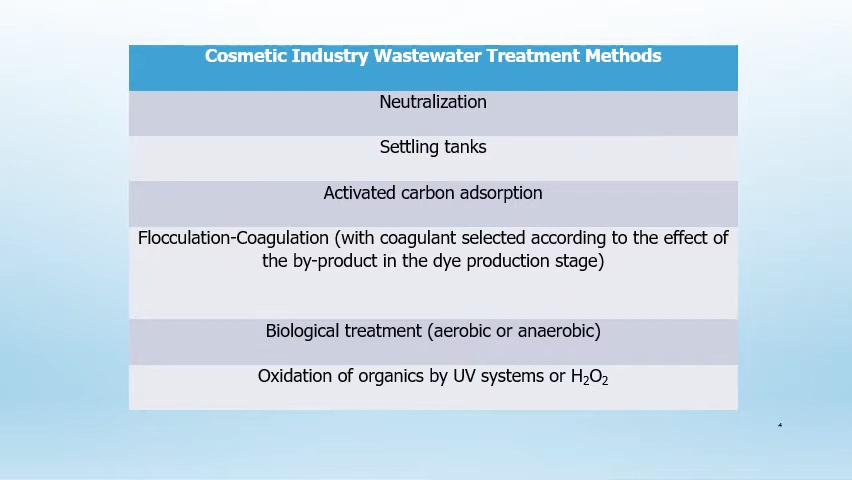 Cosmetic Industry Wastewater Treatment Methods
Neutralization
Settling tanks
Activated carbon adsorption
Flocculation-Coagulation (with coagulant selected according to the effect of
the by-product in the dye production stage)
Biological treatment (aerobic or anaerobic)
Oxidation of organics by UV systems or H₂O₂
4